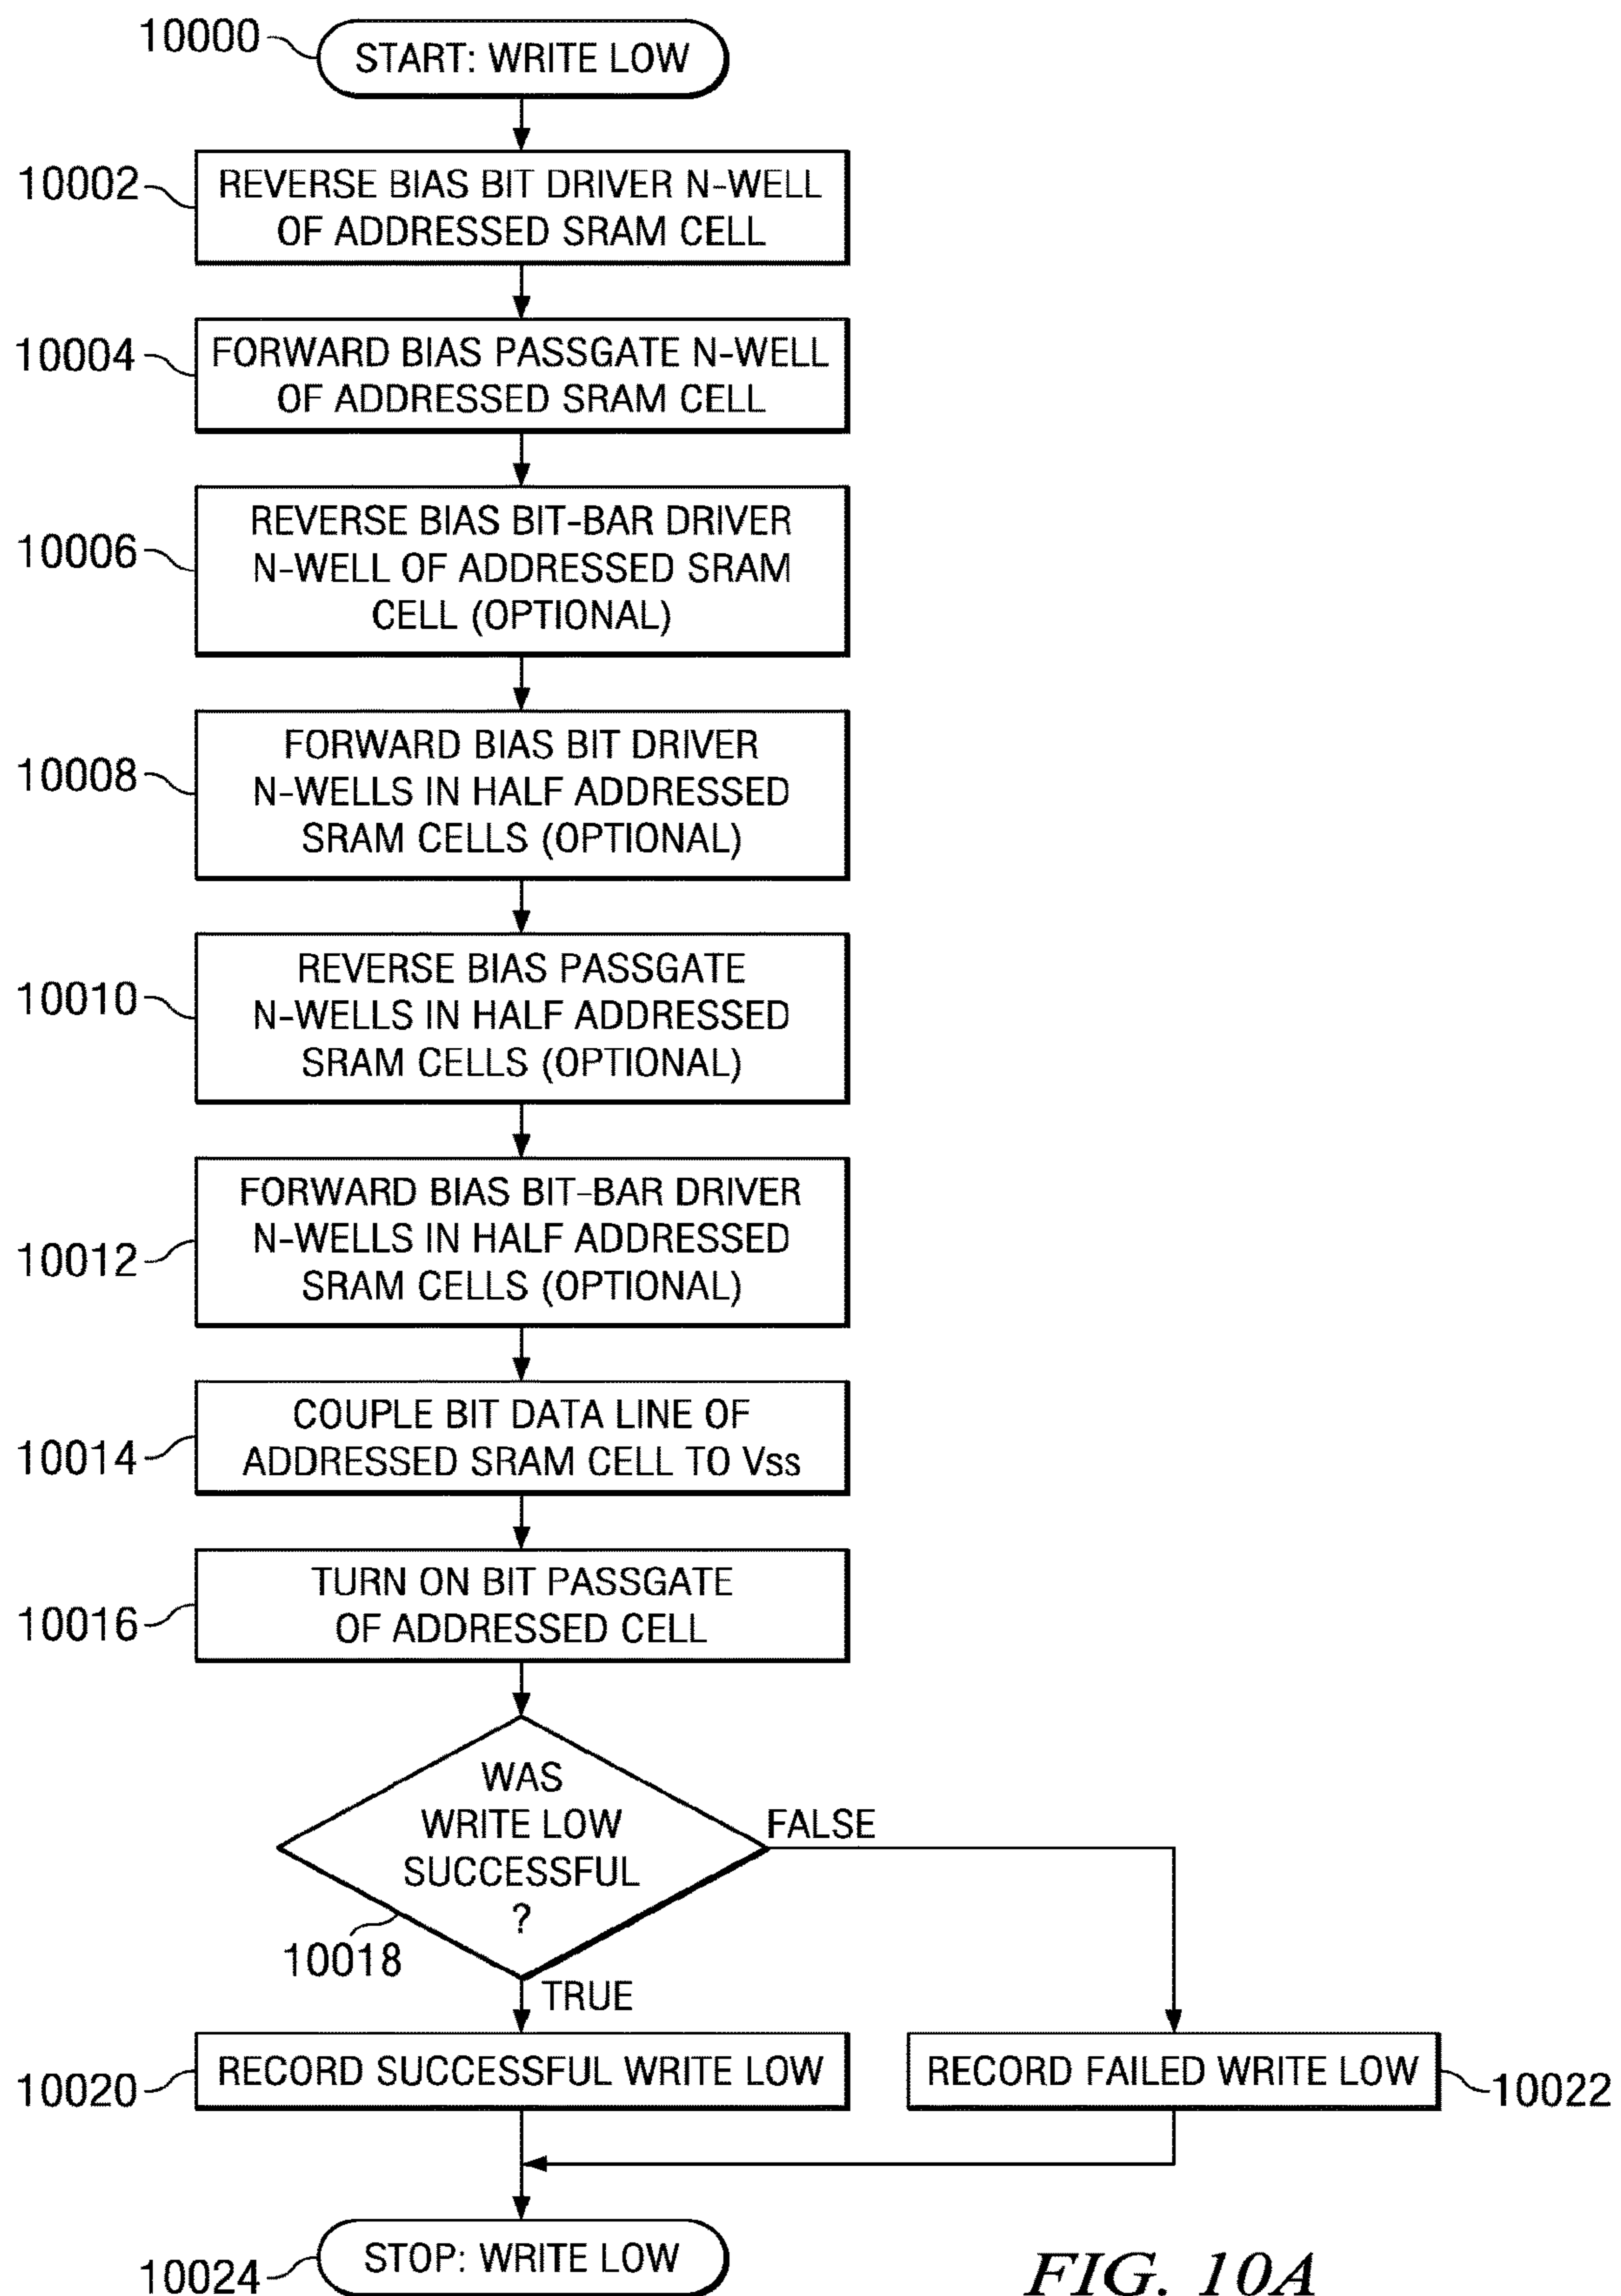 10000
START: WRITE LOW
10002
REVERSE BIAS BIT DRIVER N-WELL
OF ADDRESSED SRAM CELL
10004
FORWARD BIAS PASSGATE N-WELL
OF ADDRESSED SRAM CELL
10006
REVERSE BIAS BIT-BAR DRIVER
N-WELL OF ADDRESSED SRAM
CELL (OPTIONAL)
10008
FORWARD BIAS BIT DRIVER
N-WELLS IN HALF ADDRESSED
SRAM CELLS (OPTIONAL)
10010
REVERSE BIAS PASSGATE
N-WELLS IN HALF ADDRESSED
SRAM CELLS (OPTIONAL)
10012
FORWARD BIAS BIT-BAR DRIVER
N-WELLS IN HALF ADDRESSED
SRAM CELLS (OPTIONAL)
10014
COUPLE BIT DATA LINE OF
ADDRESSED SRAM CELL TO Vss
10016
TURN ON BIT PASSGATE
OF ADDRESSED CELL
WAS
WRITE LOW
SUCCESSFUL
?
FALSE
10018
TRUE
10020
RECORD SUCCESSFUL WRITE LOW
RECORD FAILED WRITE LOW
10022
10024
STOP: WRITE LOW
FIG. 10A